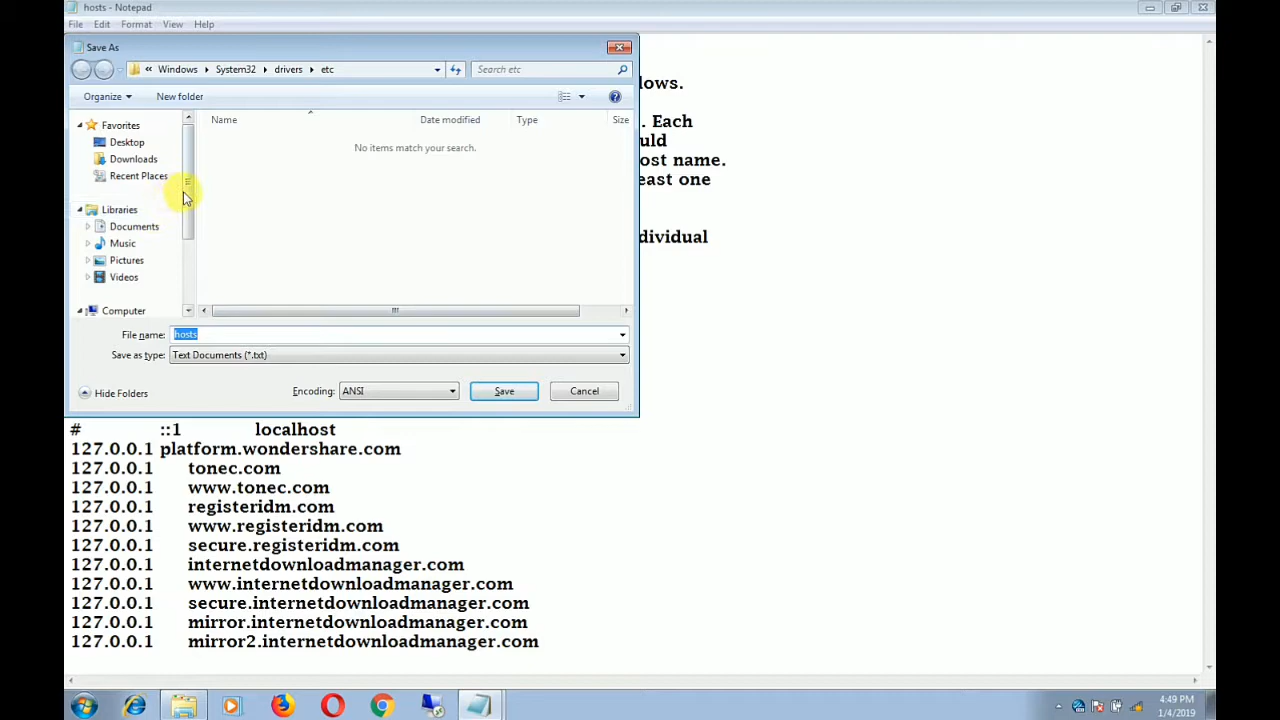 hosts - Notepad
File Edit Format View Help
Save As
« Windows System32 drivers etc Search etc
Organize New folder
Name Date modified Type Size
No items match your search.
Favorites
Desktop
Downloads
Recent Places
Libraries
Documents
Music
Pictures
Videos
Computer
File name: hosts
Save as type: Text Documents (*.txt)
Hide Folders Encoding: ANSI Save Cancel
lows.
. Each
uld
ost name.
east one
dividual
# ::1 localhost
127.0.0.1 platform.wondershare.com
127.0.0.1 tonec.com
127.0.0.1 www.tonec.com
127.0.0.1 registeridm.com
127.0.0.1 www.registeridm.com
127.0.0.1 secure.registeridm.com
127.0.0.1 internetdownloadmanager.com
127.0.0.1 www.internetdownloadmanager.com
127.0.0.1 secure.internetdownloadmanager.com
127.0.0.1 mirror.internetdownloadmanager.com
127.0.0.1 mirror2.internetdownloadmanager.com
4:49 PM
1/4/2019